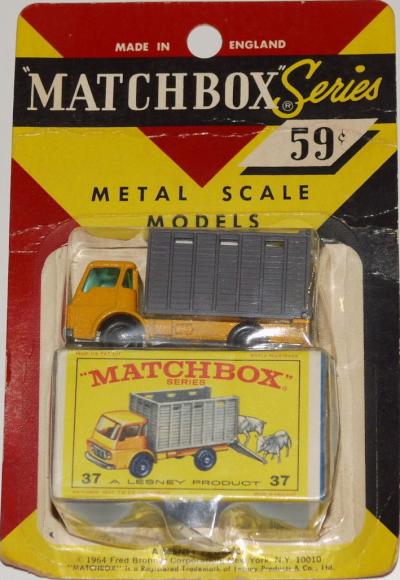 MADE IN ENGLAND
"MATCHBOX"® Series
59¢
METAL SCALE
MODELS
"MATCHBOX"
SERIES
37 A LESNEY PRODUCT 37
© 1964 Fred Bronner Corporation, New York, N.Y. 10010
"MATCHBOX" is a Registered Trademark of Lesney Products & Co., Ltd.